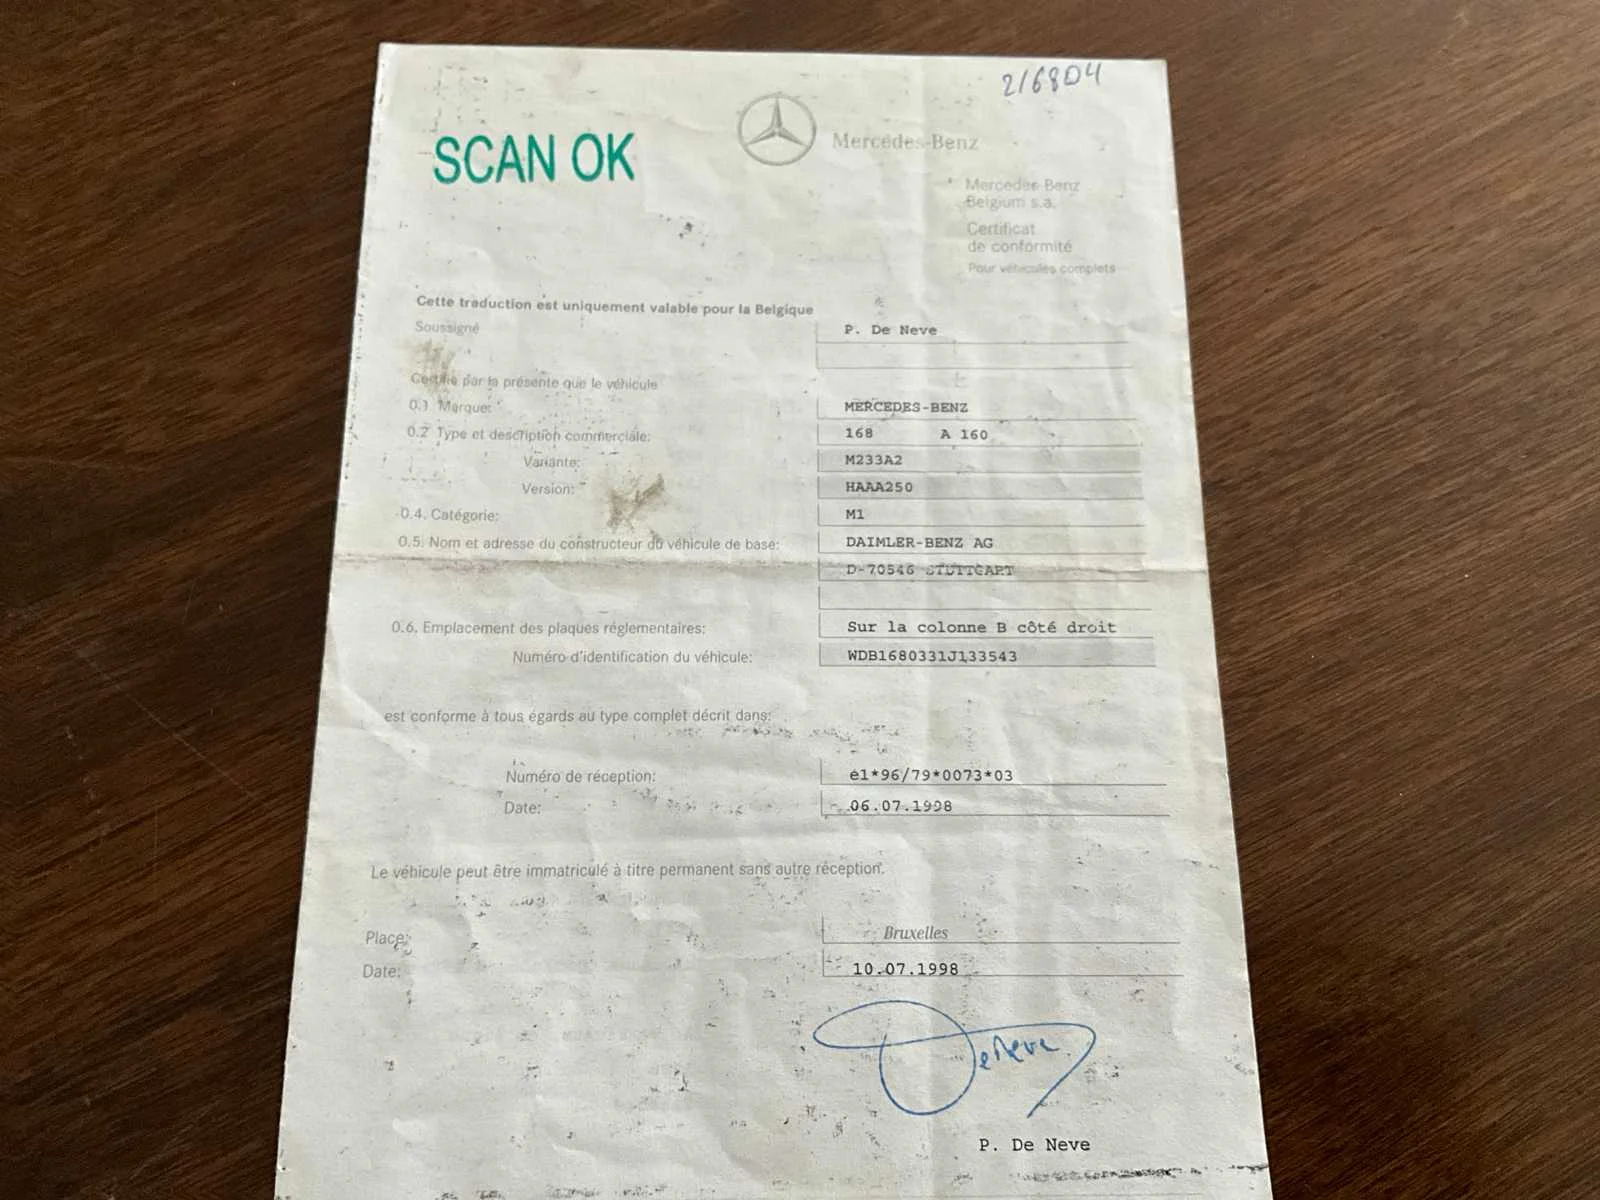 216804
SCAN OK
Mercedes-Benz
Mercedes-Benz
Belgium s.a.
Certificat
de conformité
Pour véhicules complets
Cette traduction est uniquement valable pour la Belgique
Soussigné P. De Neve
Certifie par la présente que le véhicule
0.1 Marque: MERCEDES-BENZ
0.2 Type et description commerciale: 168 A 160
Variante: M233A2
Version: HAAA250
0.4. Catégorie: M1
0.5. Nom et adresse du constructeur du véhicule de base: DAIMLER-BENZ AG
D-70546 STUTTGART
0.6. Emplacement des plaques réglementaires: Sur la colonne B côté droit
Numéro d'identification du véhicule: WDB1680331J133543
est conforme à tous égards au type complet décrit dans:
Numéro de réception: e1*96/79*0073*03
Date: 06.07.1998
Le véhicule peut être immatriculé à titre permanent sans autre réception.
Place: Bruxelles
Date: 10.07.1998
DeNeve
P. De Neve